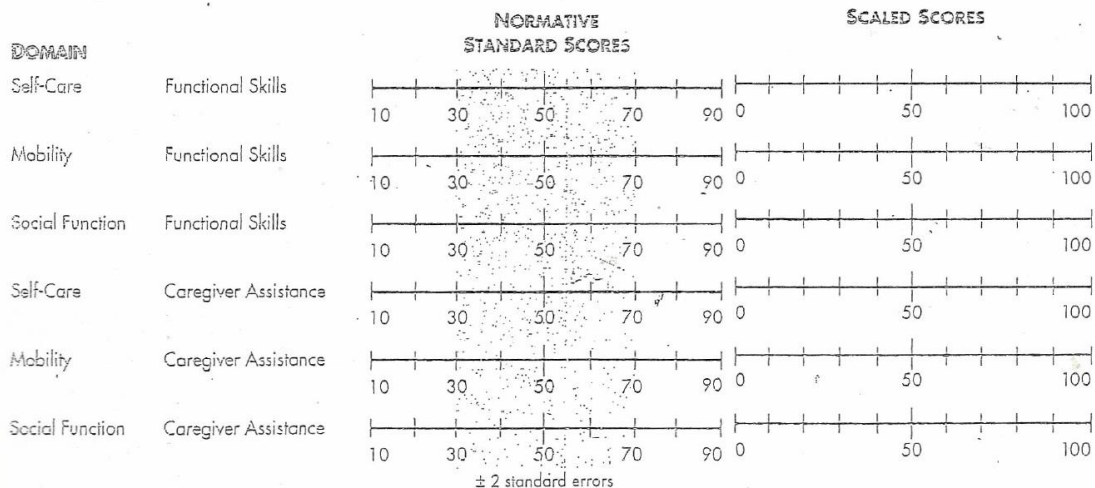 NORMATIVE
STANDARD SCORES
SCALED SCORES
DOMAIN
Self-Care Functional Skills
10 30 50 70 90 0 50 100
Mobility Functional Skills
10 30 50 70 90 0 50 100
Social Function Functional Skills
10 30 50 70 90 0 50 100
Self-Care Caregiver Assistance
10 30 50 70 90 0 50 100
Mobility Caregiver Assistance
10 30 50 70 90 0 50 100
Social Function Caregiver Assistance
10 30 50 70 90 0 50 100
± 2 standard errors